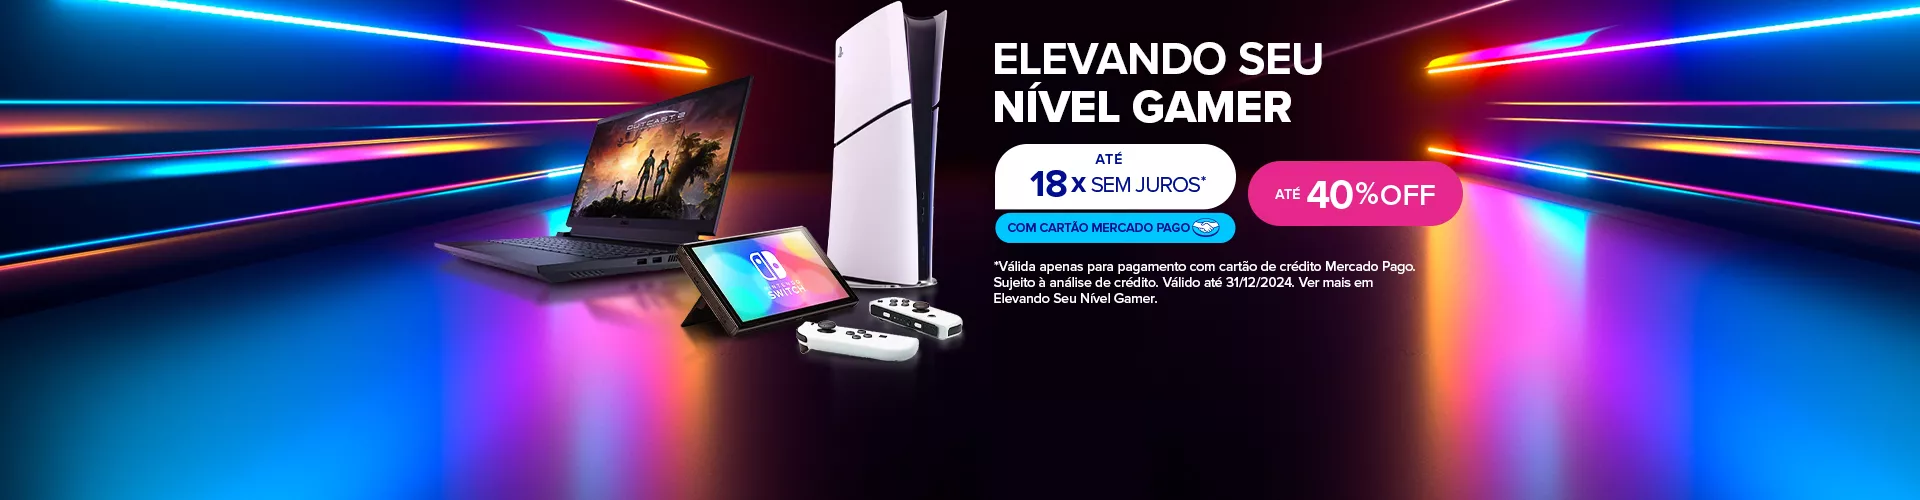 ELEVANDO SEU
NÍVEL GAMER
ATÉ
18x SEM JUROS*
COM CARTÃO MERCADO PAGO
ATÉ 40%OFF
*Válida apenas para pagamento com cartão de crédito Mercado Pago.
Sujeito à análise de crédito. Válido até 31/12/2024. Ver mais em
Elevando Seu Nível Gamer.
OUTCAST 2
NINTENDO
SWITCH